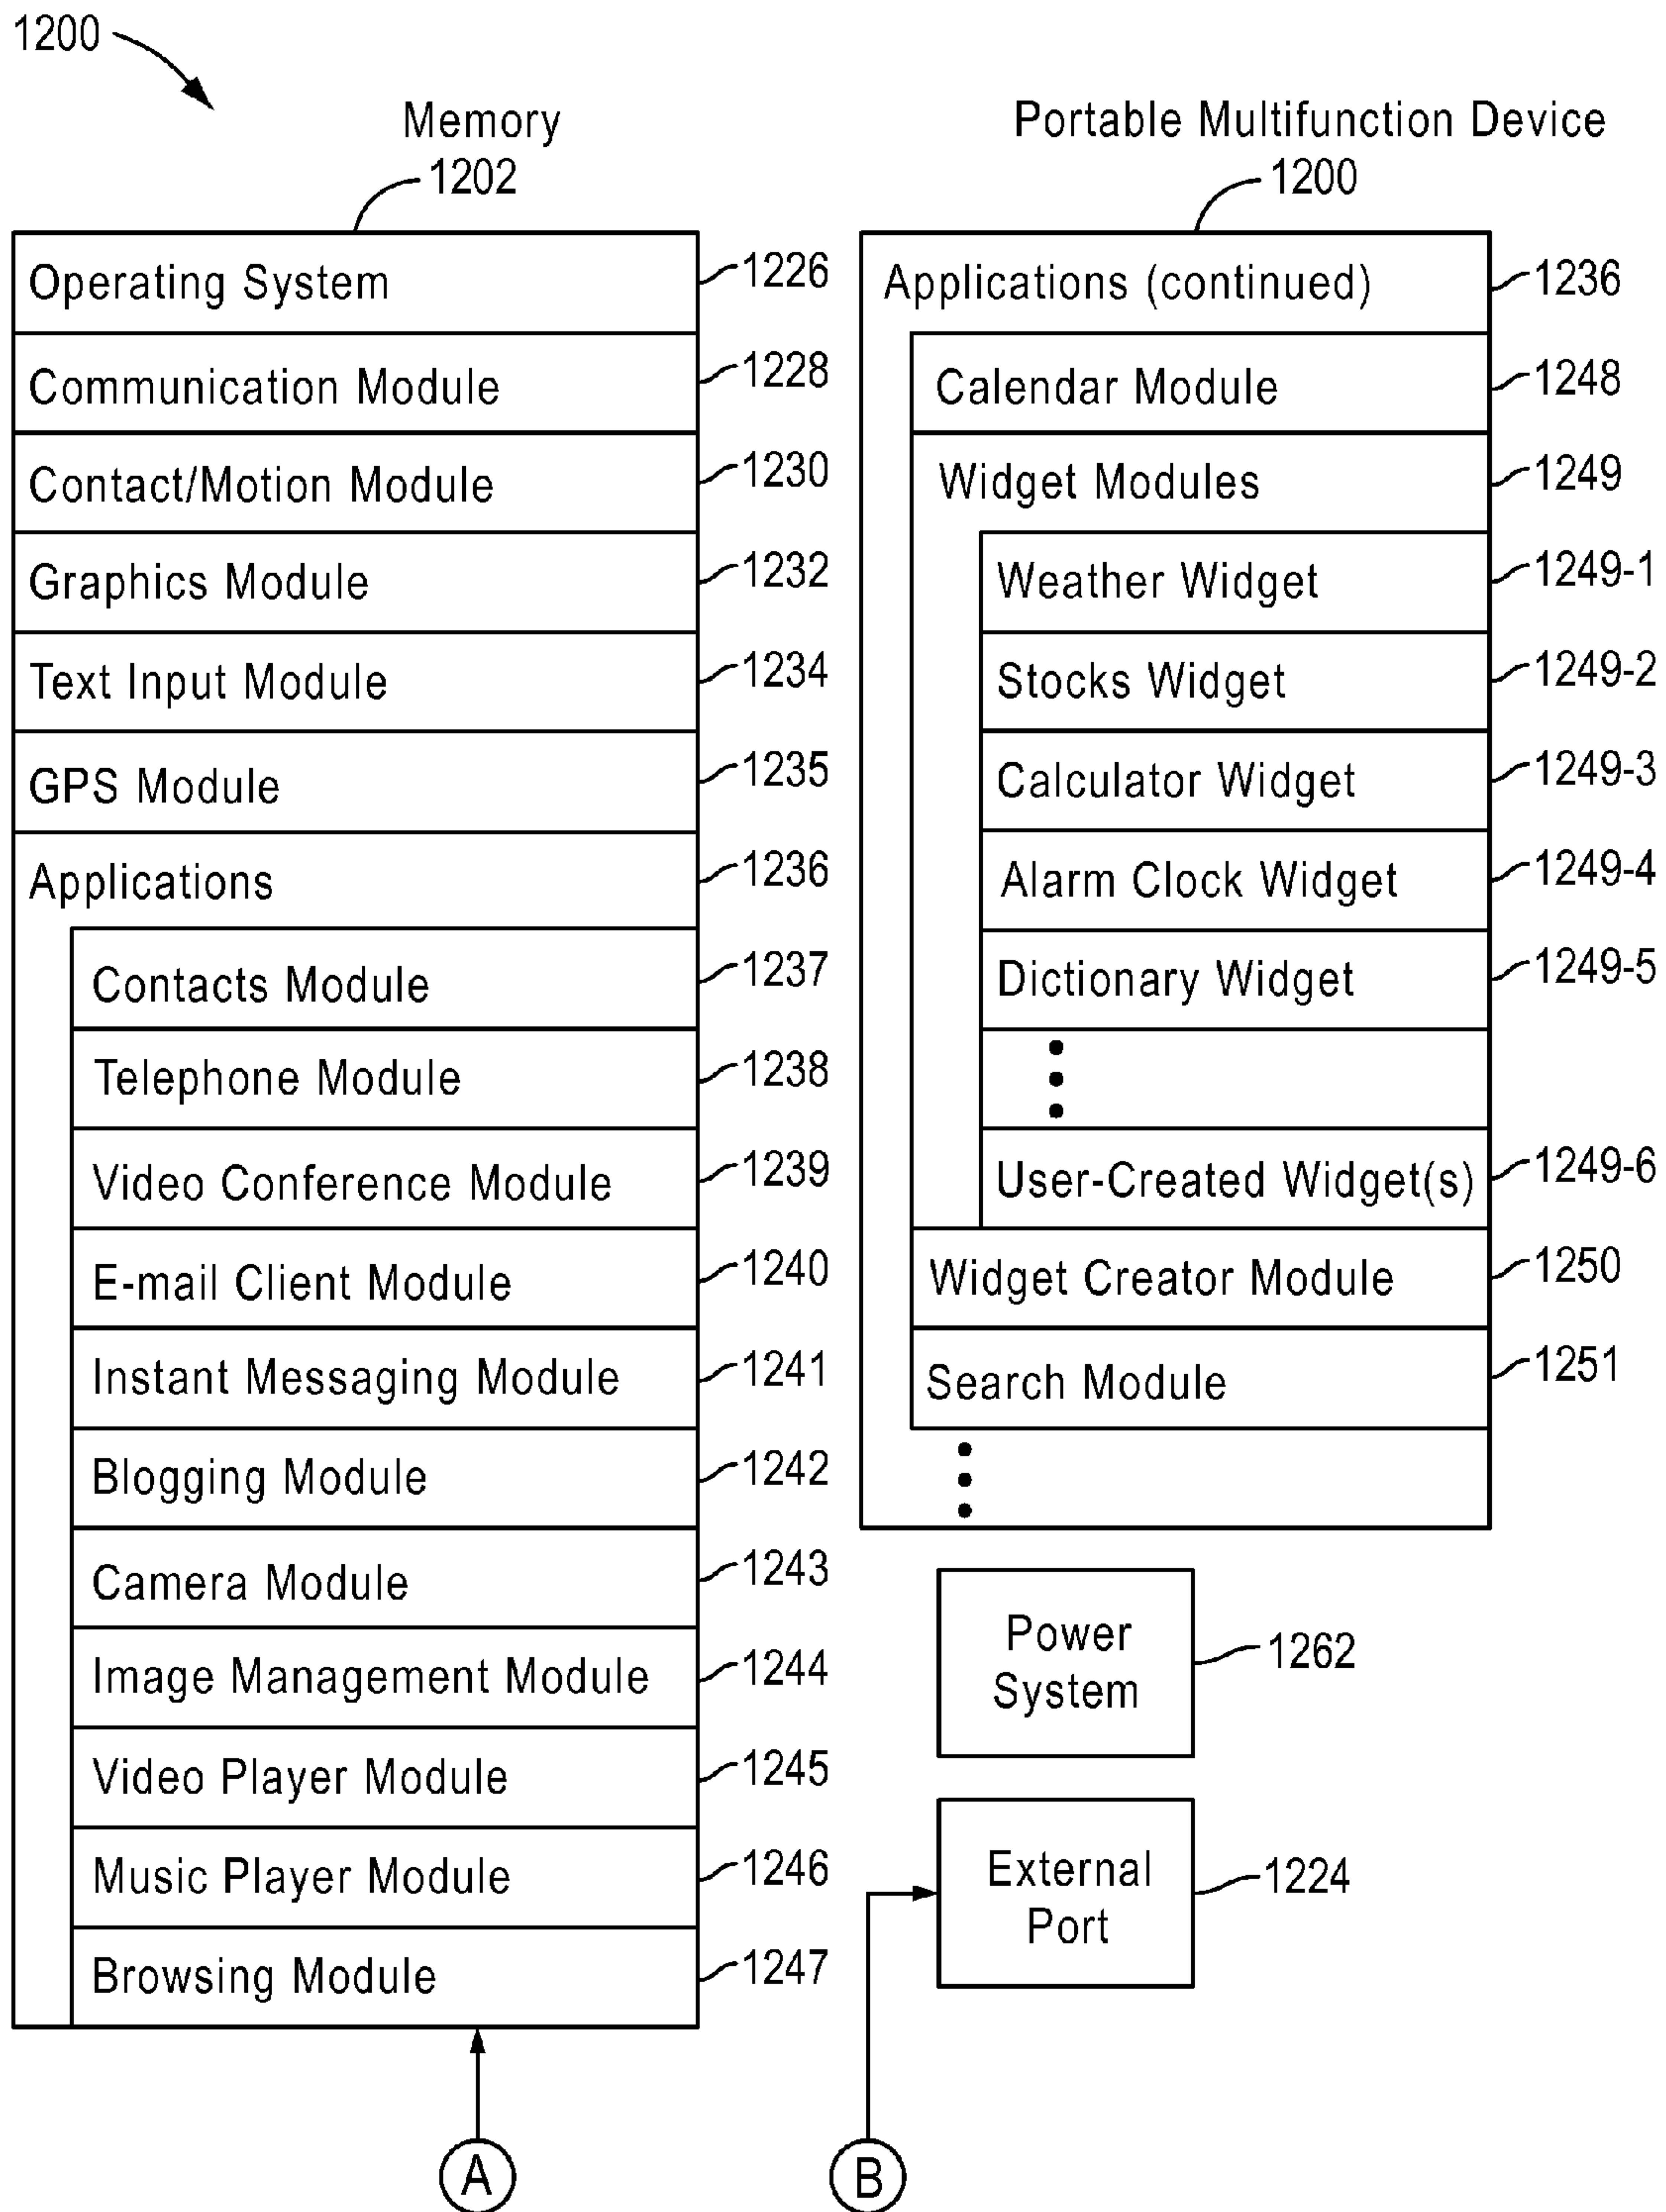 1200
Memory
1202
Operating System 1226
Communication Module 1228
Contact/Motion Module 1230
Graphics Module 1232
Text Input Module 1234
GPS Module 1235
Applications 1236
Contacts Module 1237
Telephone Module 1238
Video Conference Module 1239
E-mail Client Module 1240
Instant Messaging Module 1241
Blogging Module 1242
Camera Module 1243
Image Management Module 1244
Video Player Module 1245
Music Player Module 1246
Browsing Module 1247
A
Portable Multifunction Device
1200
Applications (continued) 1236
Calendar Module 1248
Widget Modules 1249
Weather Widget 1249-1
Stocks Widget 1249-2
Calculator Widget 1249-3
Alarm Clock Widget 1249-4
Dictionary Widget 1249-5
User-Created Widget(s) 1249-6
Widget Creator Module 1250
Search Module 1251
Power
System
1262
External
Port
1224
B